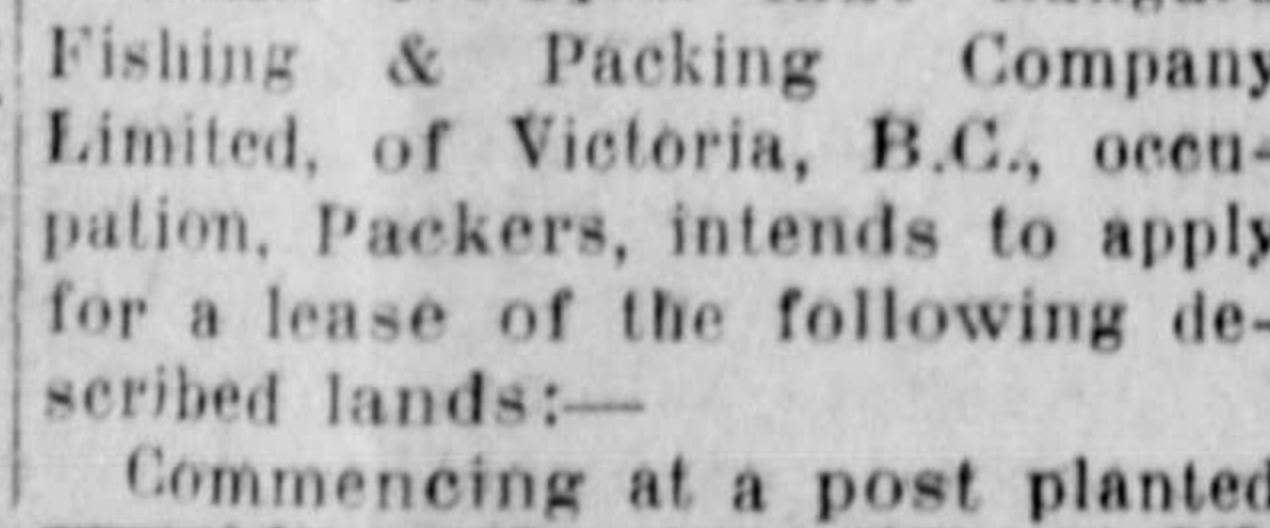 Fishing & Packing Company
Limited, of Victoria, B.C., occu-
pation, Packers, intends to apply
for a lease of the following de-
scribed lands:—
Commencing at a post planted